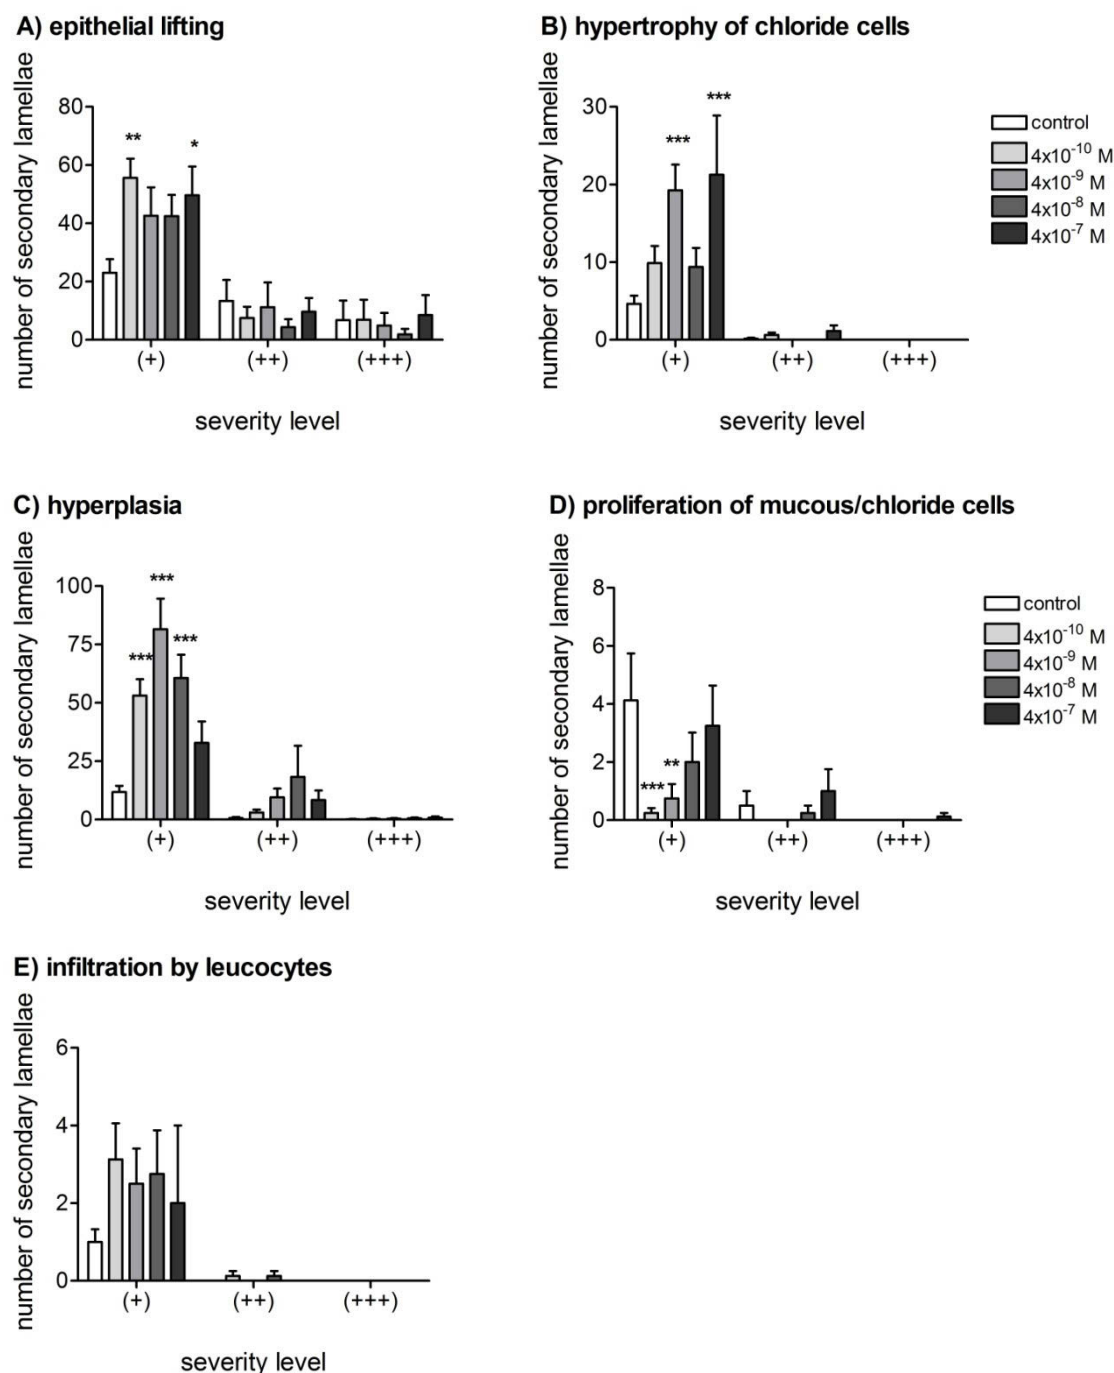 A) epithelial lifting
number of secondary lamellae
80
60
40
20
0
** *
(+) (++) (+++)
severity level
B) hypertrophy of chloride cells
number of secondary lamellae
30
20
10
0
*** ***
(+) (++) (+++)
severity level
control
4x10⁻¹⁰ M
4x10⁻⁹ M
4x10⁻⁸ M
4x10⁻⁷ M
C) hyperplasia
number of secondary lamellae
100
75
50
25
0
*** *** ***
(+) (++) (+++)
severity level
D) proliferation of mucous/chloride cells
number of secondary lamellae
8
6
4
2
0
*** **
(+) (++) (+++)
severity level
control
4x10⁻¹⁰ M
4x10⁻⁹ M
4x10⁻⁸ M
4x10⁻⁷ M
E) infiltration by leucocytes
number of secondary lamellae
6
4
2
0
(+) (++) (+++)
severity level